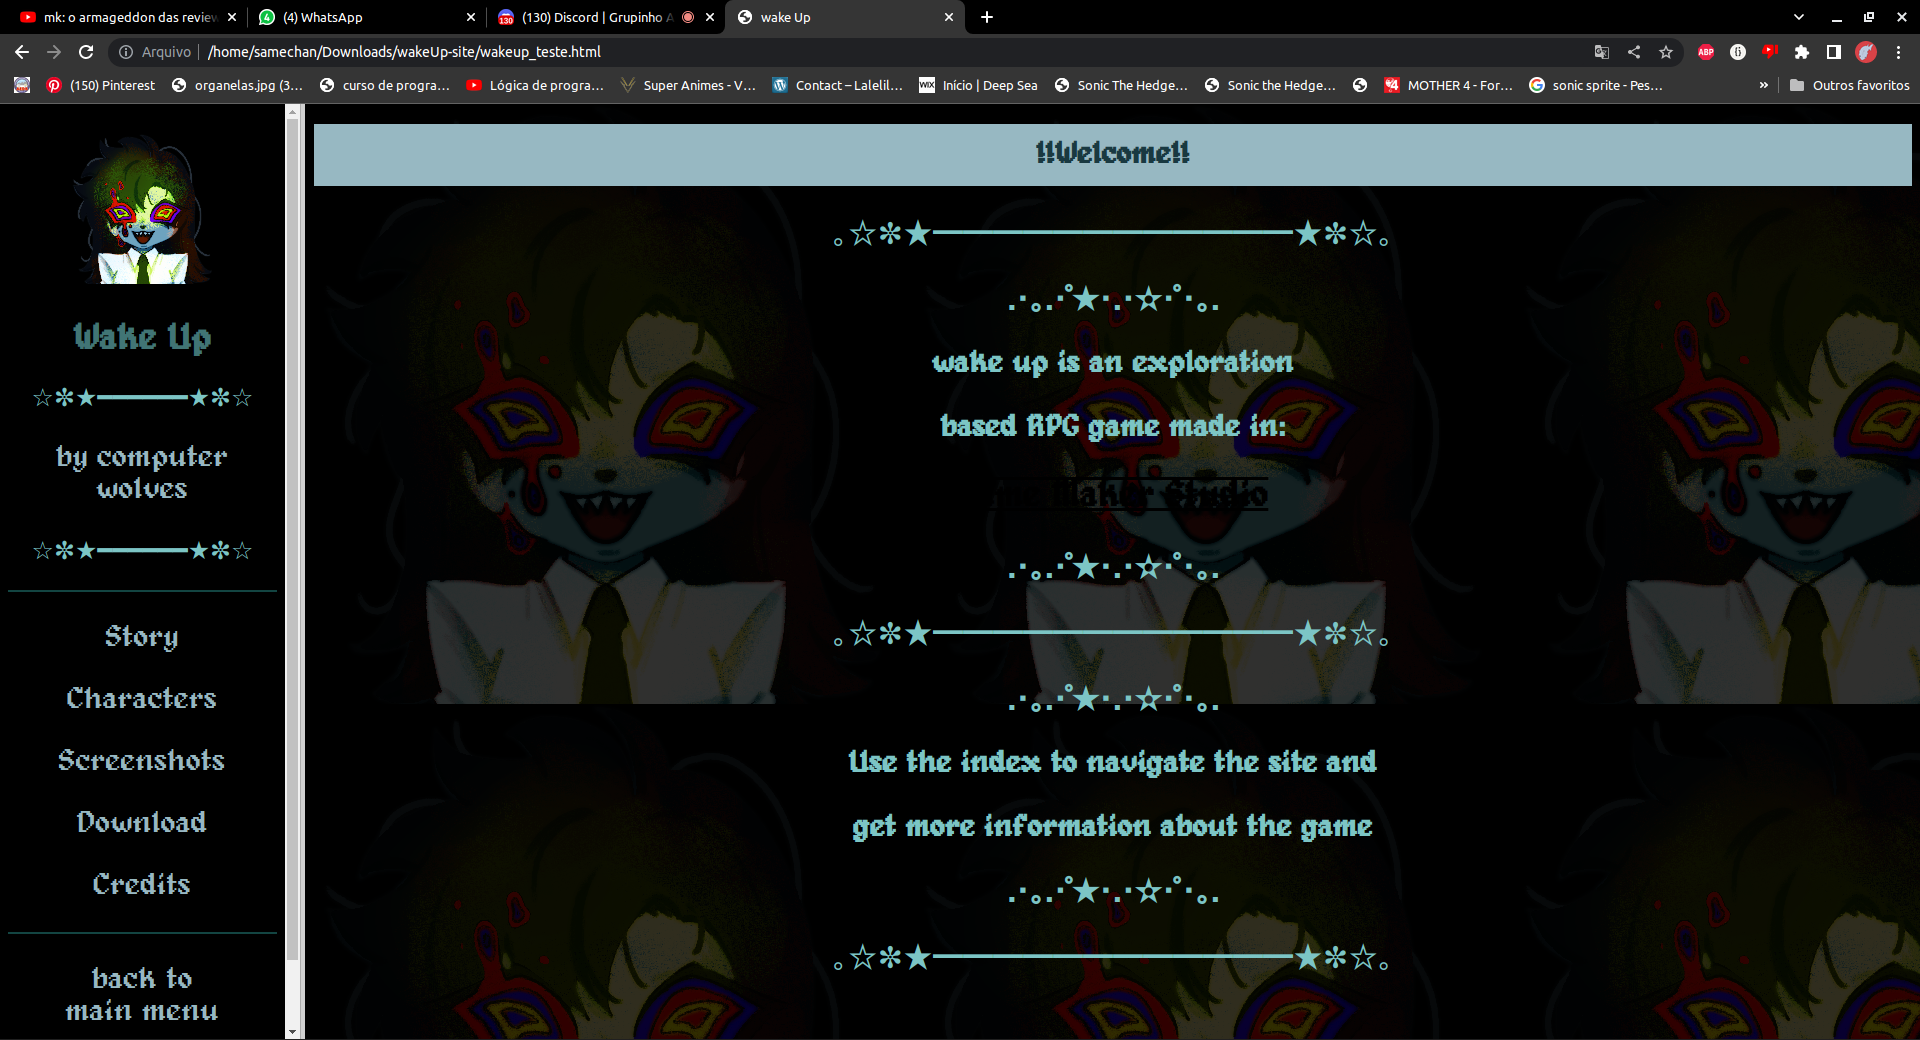 mk: o armageddon das review
(4) WhatsApp
(130) Discord | Grupinho A
wake Up
Arquivo | /home/samechan/Downloads/wakeUp-site/wakeup_teste.html
ABP
(150) Pinterest
organelas.jpg (3...
curso de progra...
Lógica de progra...
Super Animes - V...
Contact – Lalelil...
WIX
Início | Deep Sea
Sonic The Hedge...
Sonic the Hedge...
MOTHER 4 - For...
sonic sprite - Pes...
»
Outros favoritos
Wake Up
☆✼★━━━━━━★✼☆
by computer
wolves
☆✼★━━━━━━★✼☆
Story
Characters
Screenshots
Download
Credits
back to
main menu
!!Welcome!!
｡☆✼★━━━━━━━━━━━━━━━━━━★✼☆｡
.·｡.·ﾟ★·.·☆·ﾟ·｡.
wake up is an exploration
based RPG game made in:
Maker Studio
.·｡.·ﾟ★·.·☆·ﾟ·｡.
｡☆✼★━━━━━━━━━━━━━━━━━━★✼☆｡
.·｡.·ﾟ★·.·☆·ﾟ·｡.
Use the index to navigate the site and
get more information about the game
.·｡.·ﾟ★·.·☆·ﾟ·｡.
｡☆✼★━━━━━━━━━━━━━━━━━━★✼☆｡